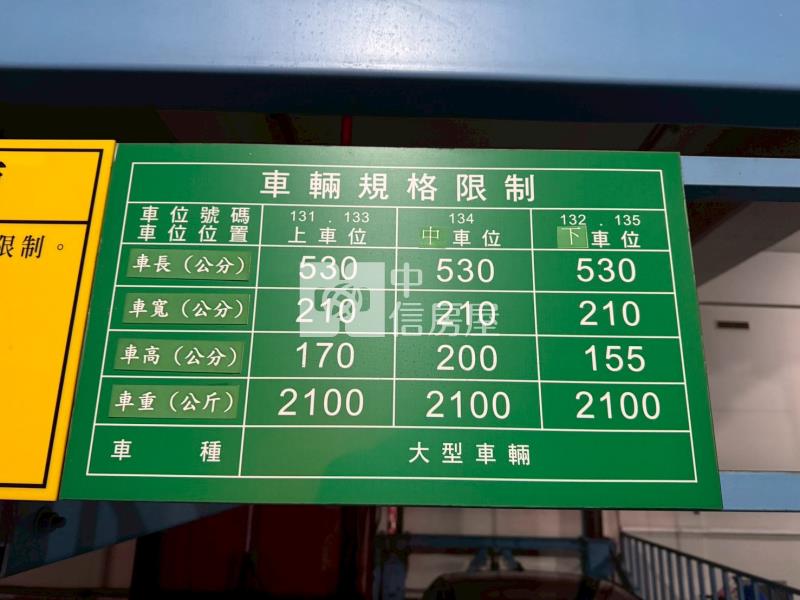 車輛規格限制
車位號碼 131 . 133 134 132 . 135
車位位置 上車位 中車位 下車位
車長(公分) 530 530 530
車寬(公分) 210 210 210
車高(公分) 170 200 155
車重(公斤) 2100 2100 2100
車種 大型車輛
限制。
中信房屋